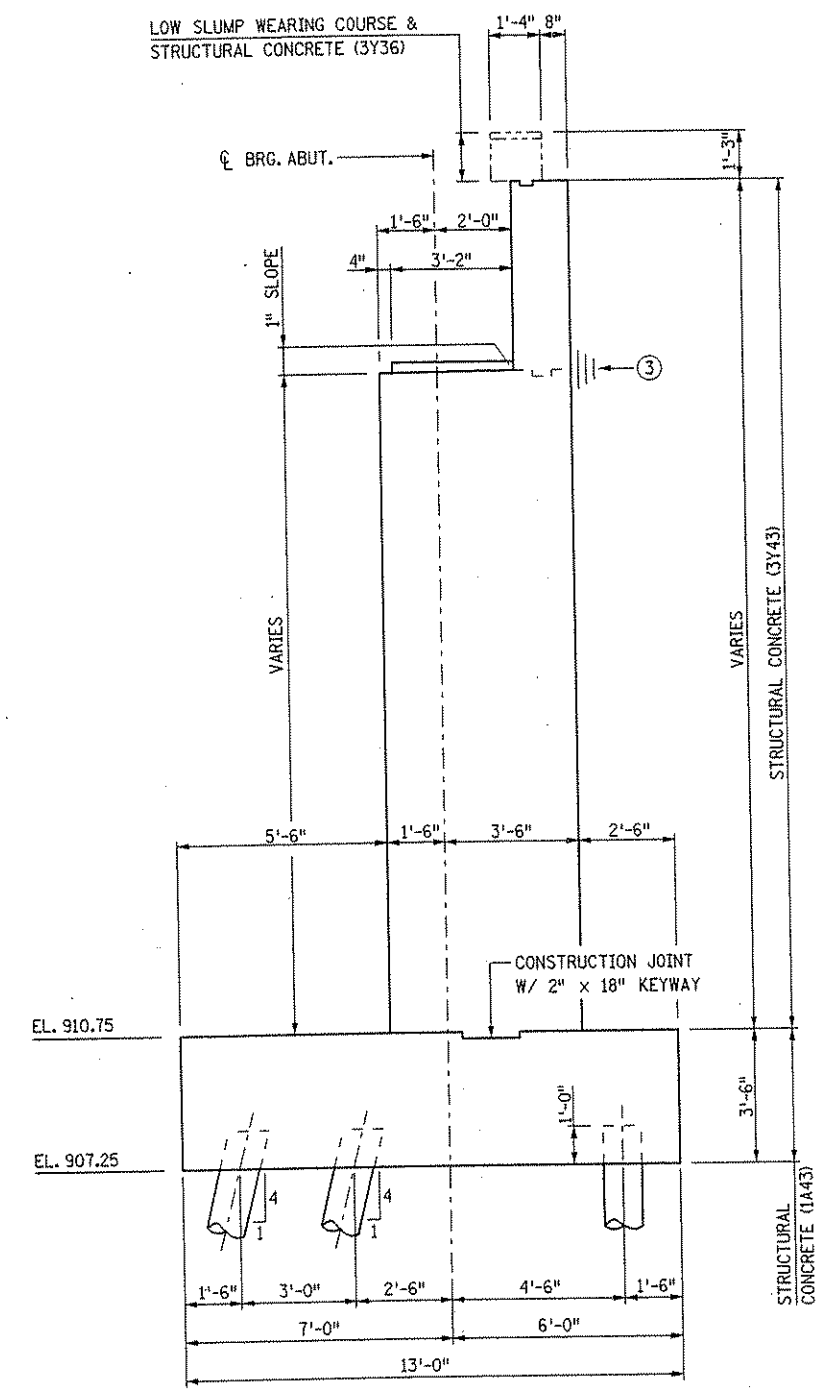 LOW SLUMP WEARING COURSE &
STRUCTURAL CONCRETE (3Y36)
1'-4" 8"
1'-3"
℄ BRG. ABUT.
1'-6" 2'-0"
4" 3'-2"
1" SLOPE
3
VARIES
VARIES
STRUCTURAL CONCRETE (3Y43)
5'-6" 1'-6" 3'-6" 2'-6"
CONSTRUCTION JOINT
W/ 2" x 18" KEYWAY
EL. 910.75
1'-0"
3'-6"
EL. 907.25
4
1
4
1
STRUCTURAL
CONCRETE (1A43)
1'-6" 3'-0" 2'-6" 4'-6" 1'-6"
7'-0" 6'-0"
13'-0"